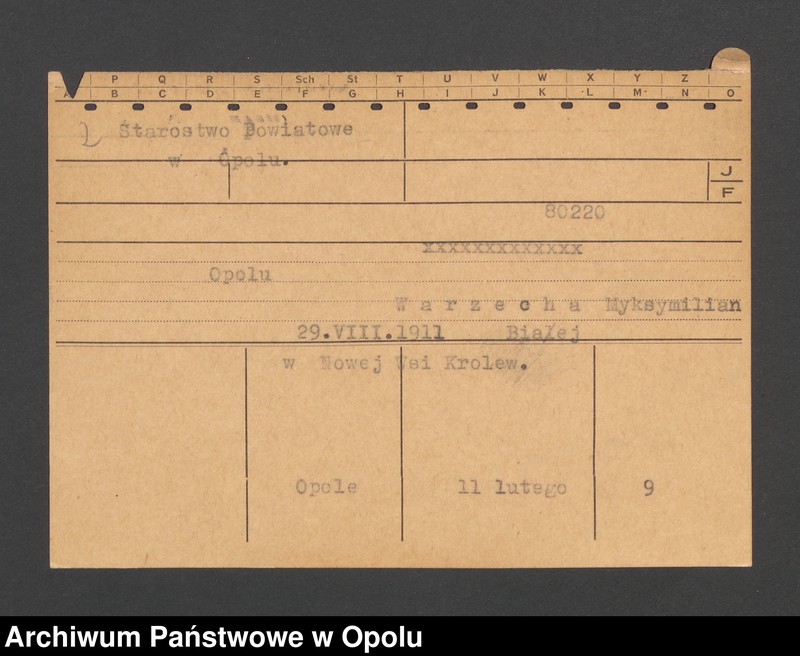 P Q R S Sch St T U V W X Y Z
A B C D E F G H I J K L M N O
Starostwo Powiatowe
w Opolu.
J
F
80220
xxxxxxxxxxxxx
Opolu
W a r z e c h a Myksymilian
29.VIII.1911 Białej
w Nowej Wsi Krolew.
Opole 11 lutego 9
Archiwum Państwowe w Opolu